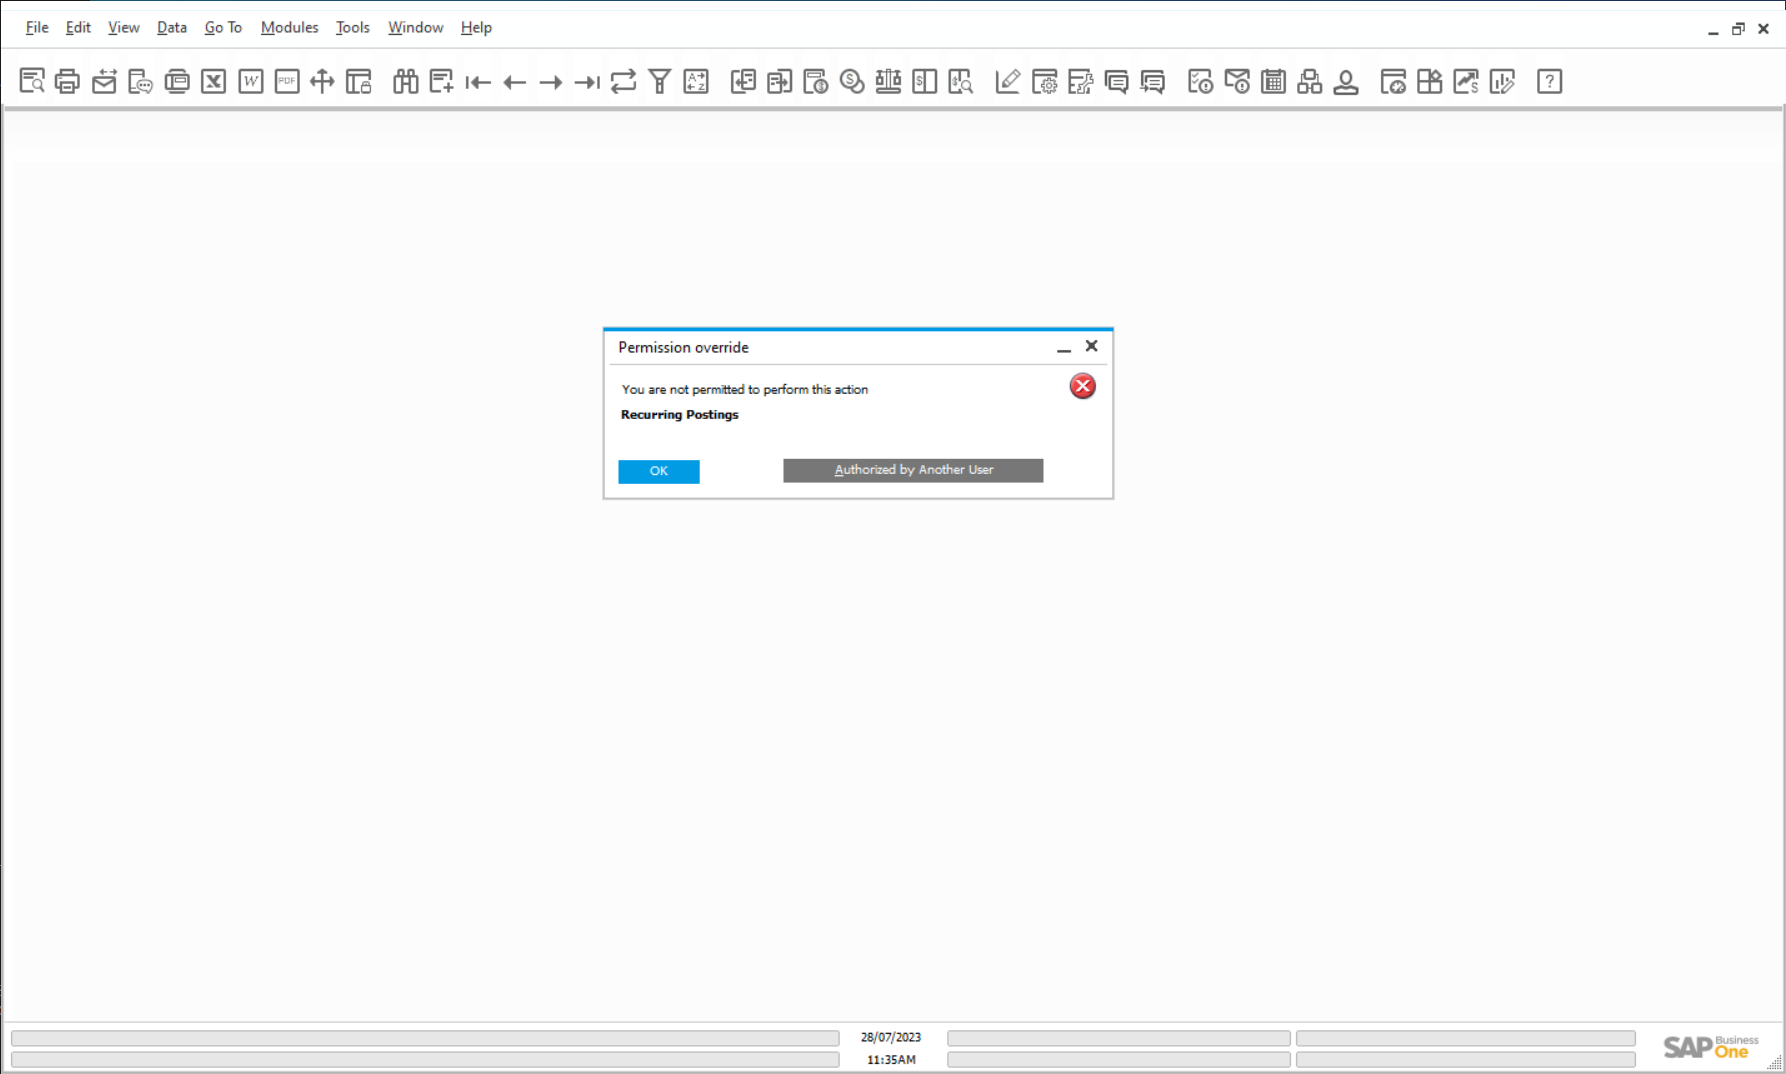 File Edit View Data Go To Modules Tools Window Help
W PDF A Z $ $ $ $ S ?
Permission override
You are not permitted to perform this action
Recurring Postings
OK Authorized by Another User
28/07/2023
11:35AM
SAP Business One